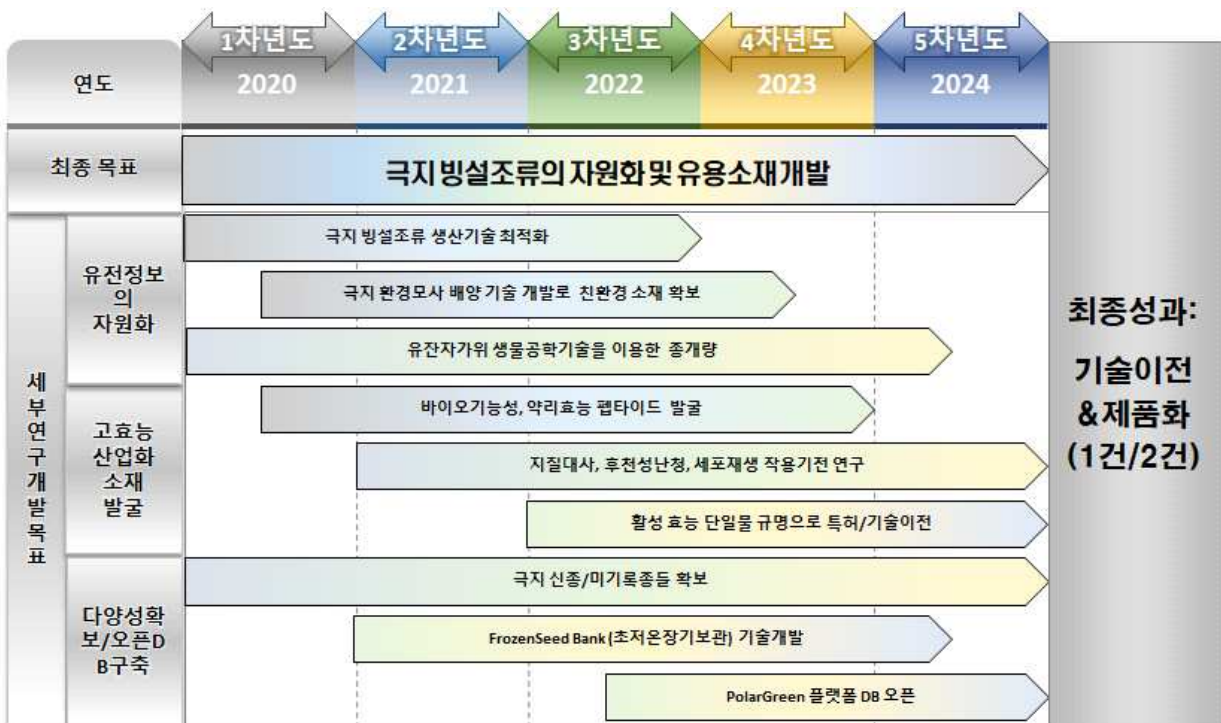 1차년도 2차년도 3차년도 4차년도 5차년도
연도 2020 2021 2022 2023 2024
최종 목표 극지 빙설조류의 자원화 및 유용소재 개발
세부연구개발목표
유전정보
의
자원화
극지 빙설조류 생산기술 최적화
극지 환경모사 배양 기술 개발로 친환경 소재 확보
유잔자가위 생물공학기술을 이용한 종개량
고효능
산업화
소재
발굴
바이오기능성, 약리효능 펩타이드 발굴
지질대사, 후천성난청, 세포재생 작용기전 연구
활성 효능 단일물 규명으로 특허/기술이전
다양성확
보/오픈D
B구축
극지 신종/미기록종들 확보
FrozenSeed Bank (초저온장기보관) 기술개발
PolarGreen 플랫폼 DB 오픈
최종성과:
기술이전
&제품화
(1건/2건)